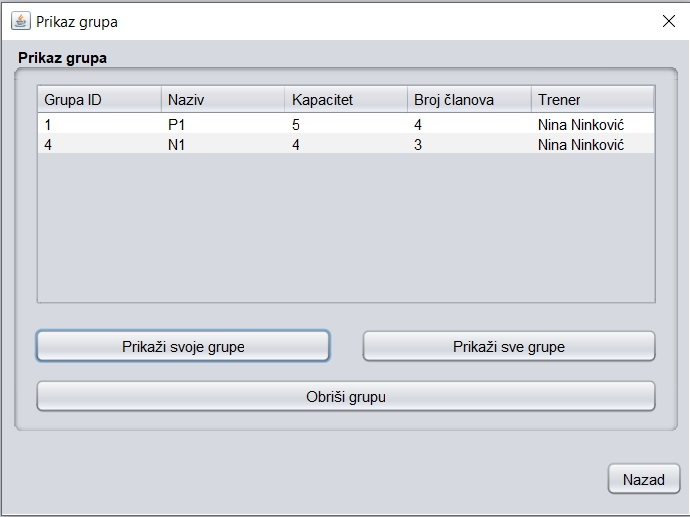 Prikaz grupa
Prikaz grupa
Grupa ID Naziv Kapacitet Broj članova Trener
1 P1 5 4 Nina Ninković
4 N1 4 3 Nina Ninković
Prikaži svoje grupe Prikaži sve grupe
Obriši grupu
Nazad